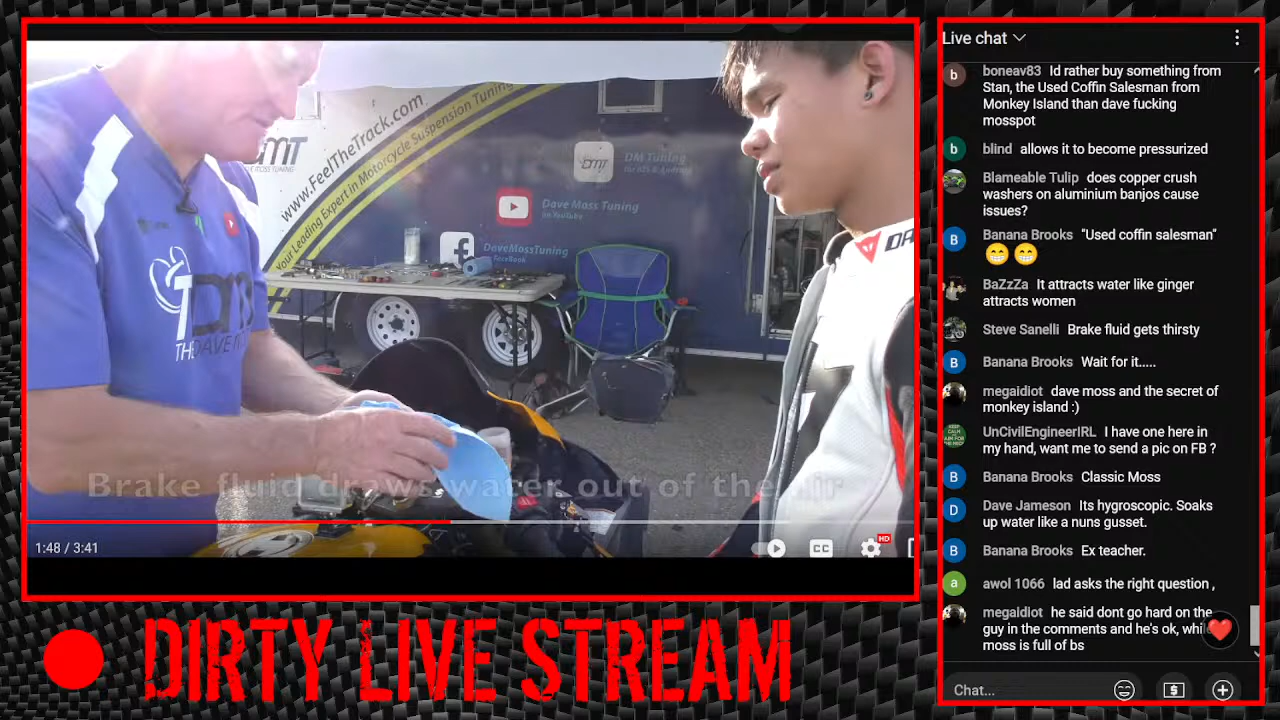 www.FeelTheTrack.com
Your Leading Expert in Motorcycle Suspension Tuning
DMT
DM Tuning
Dave Moss Tuning
on YouTube
DaveMossTuning
Brake fluid draws water out of the air
1:48 / 3:41
CC
HD
DIRTY LIVE STREAM
Live chat
boneav83 Id rather buy something from
Stan, the Used Coffin Salesman from
Monkey Island than dave fucking
mosspot
blind allows it to become pressurized
Blameable Tulip does copper crush
washers on aluminium banjos cause
issues?
Banana Brooks "Used coffin salesman"
BaZzZa It attracts water like ginger
attracts women
Steve Sanelli Brake fluid gets thirsty
Banana Brooks Wait for it.....
megaidiot dave moss and the secret of
monkey island :)
UnCivilEngineerIRL I have one here in
my hand, want me to send a pic on FB ?
Banana Brooks Classic Moss
Dave Jameson Its hygroscopic. Soaks
up water like a nuns gusset.
Banana Brooks Ex teacher.
awol 1066 lad asks the right question ,
megaidiot he said dont go hard on the
guy in the comments and he's ok, whil
moss is full of bs
Chat...